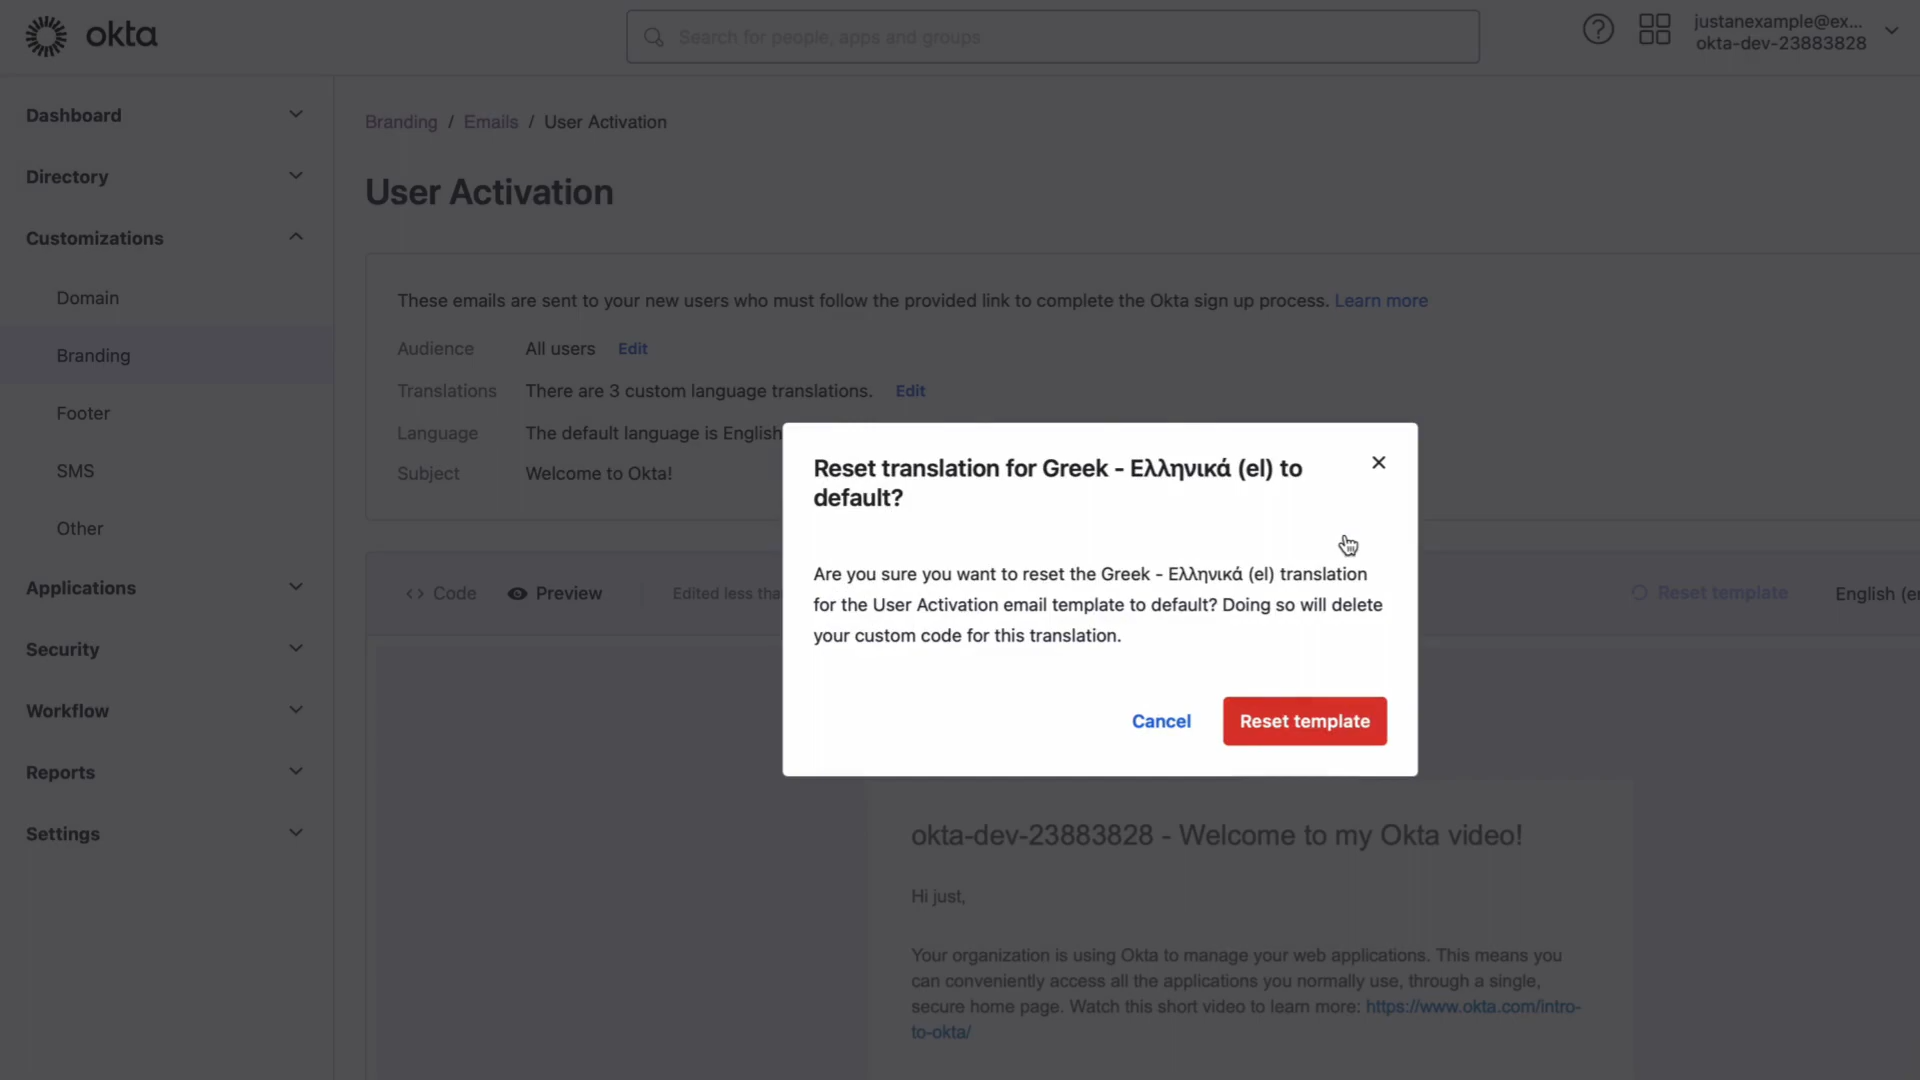 okta
Search for people, apps and groups
justanexample@ex...
okta-dev-23883828
Dashboard
Directory
Customizations
Domain
Branding
Footer
SMS
Other
Applications
Security
Workflow
Reports
Settings
Branding / Emails / User Activation
User Activation
These emails are sent to your new users who must follow the provided link to complete the Okta sign up process. Learn more
Audience All users Edit
Translations There are 3 custom language translations. Edit
Language The default language is English
Subject Welcome to Okta!
<> Code Preview Edited less tha
Reset template English (e
Reset translation for Greek - Ελληνικά (el) to
default?
Are you sure you want to reset the Greek - Ελληνικά (el) translation
for the User Activation email template to default? Doing so will delete
your custom code for this translation.
Cancel Reset template
okta-dev-23883828 - Welcome to my Okta video!
Hi just,
Your organization is using Okta to manage your web applications. This means you
can conveniently access all the applications you normally use, through a single,
secure home page. Watch this short video to learn more: https://www.okta.com/intro-
to-okta/